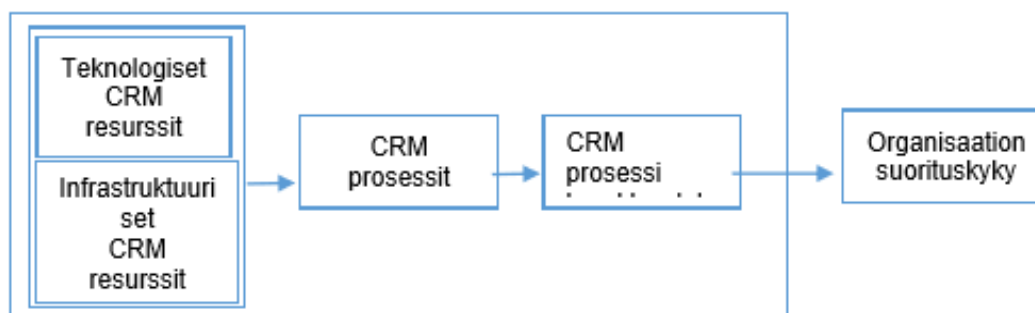 Teknologiset
CRM
resurssit
Infrastruktuuri
set
CRM
resurssit
CRM
prosessit
CRM
prosessi
Organisaation
suorituskyky